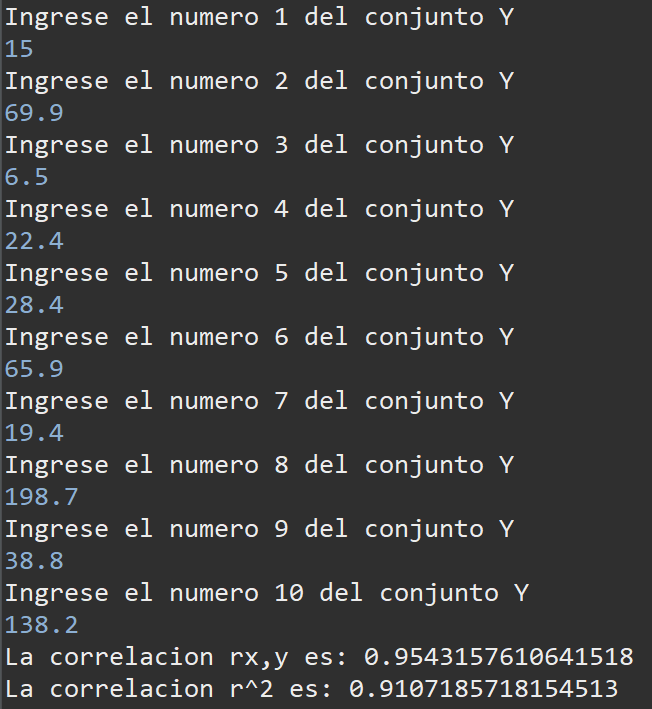 Ingrese el numero 1 del conjunto Y
15
Ingrese el numero 2 del conjunto Y
69.9
Ingrese el numero 3 del conjunto Y
6.5
Ingrese el numero 4 del conjunto Y
22.4
Ingrese el numero 5 del conjunto Y
28.4
Ingrese el numero 6 del conjunto Y
65.9
Ingrese el numero 7 del conjunto Y
19.4
Ingrese el numero 8 del conjunto Y
198.7
Ingrese el numero 9 del conjunto Y
38.8
Ingrese el numero 10 del conjunto Y
138.2
La correlacion rx,y es: 0.9543157610641518
La correlacion r^2 es: 0.9107185718154513